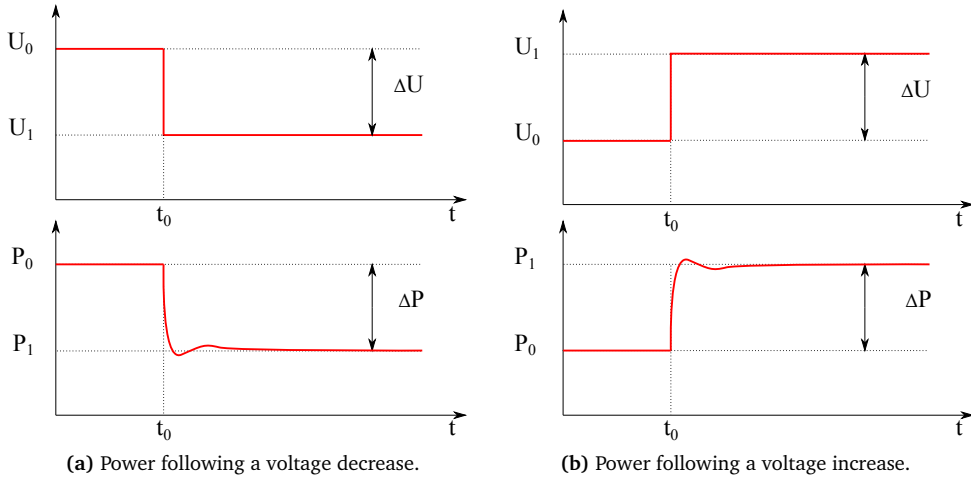 U₀
ΔU
U₁
t₀
t
P₀
ΔP
P₁
t₀
t
(a) Power following a voltage decrease.
U₁
ΔU
U₀
t₀
t
P₁
ΔP
P₀
t₀
t
(b) Power following a voltage increase.